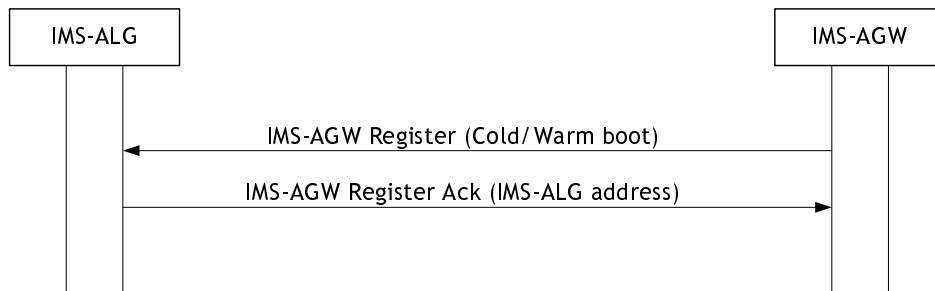 IMS-ALG
IMS-AGW
IMS-AGW Register (Cold/Warm boot)
IMS-AGW Register Ack (IMS-ALG address)